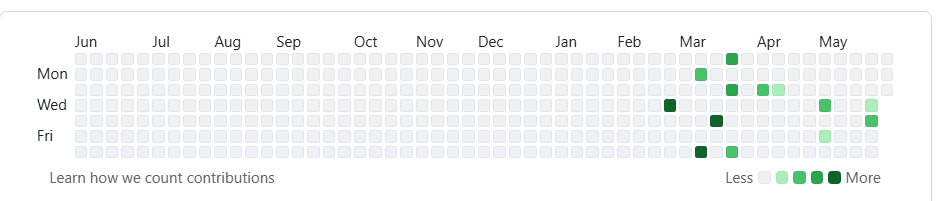 Jun Jul Aug Sep Oct Nov Dec Jan Feb Mar Apr May
Mon
Wed
Fri
Learn how we count contributions Less More